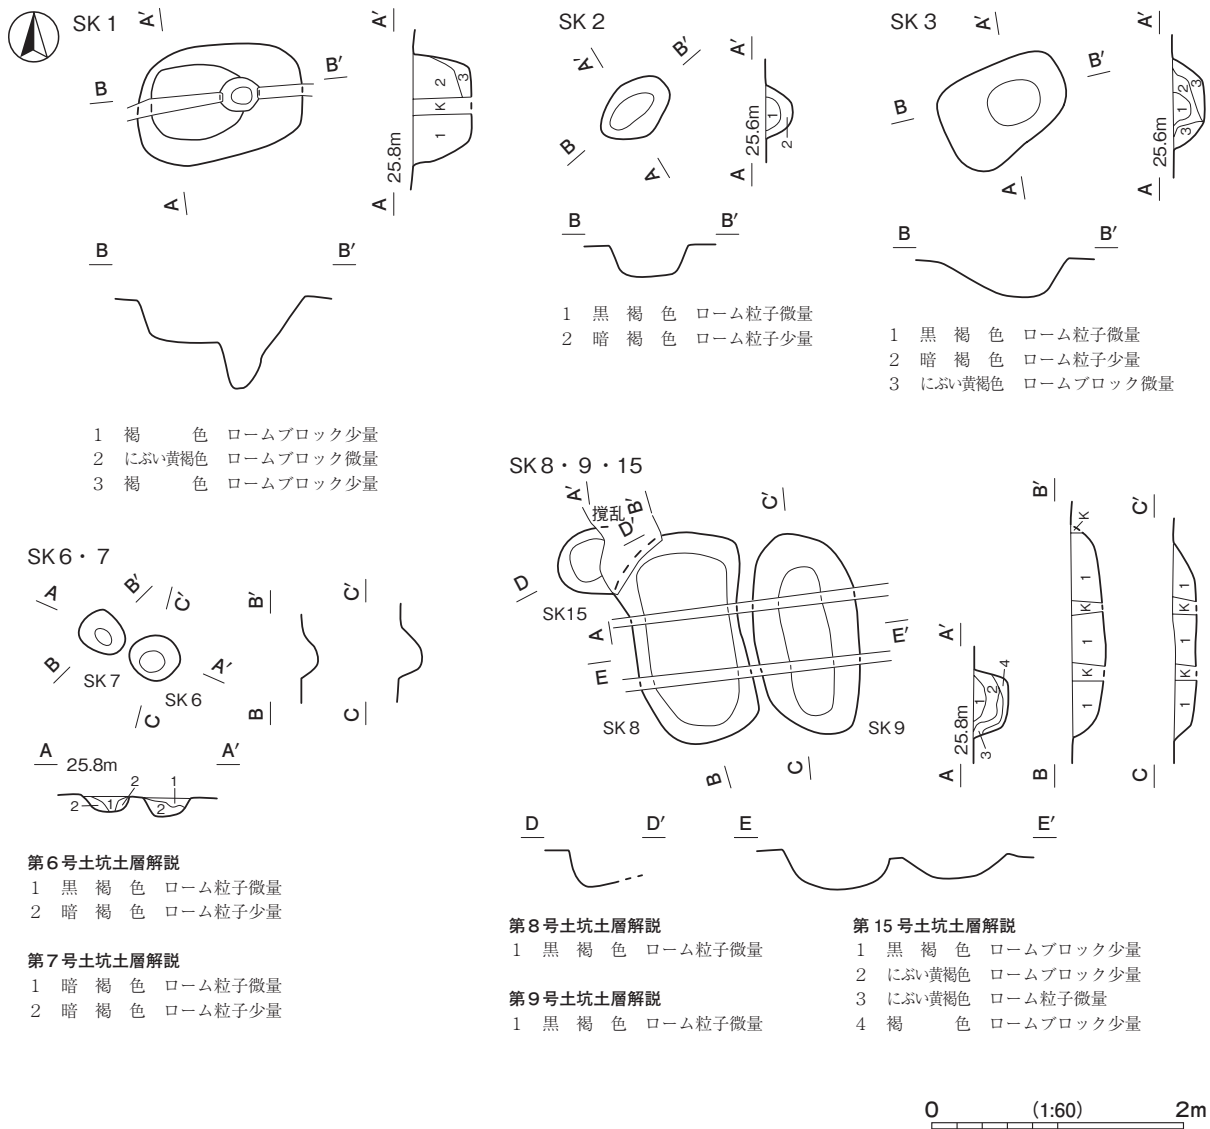 SK 1
A′
B
B′
A
A′
2
3
K
1
25.8m
A
B
B′
1 褐 色 ロームブロック少量
2 にぶい黄褐色 ロームブロック微量
3 褐 色 ロームブロック少量
SK 2
A′
B′
B
A
A′
1
2
25.6m
A
B
B′
1 黒 褐 色 ローム粒子微量
2 暗 褐 色 ローム粒子少量
SK 3
A′
B′
B
A
A′
3
2
1
3
25.6m
A
B
B′
1 黒 褐 色 ローム粒子微量
2 暗 褐 色 ローム粒子少量
3 にぶい黄褐色 ロームブロック微量
SK 6・7
A
B′
C′
B
SK 7
A′
SK 6
C
B′
C′
B
C
A
25.8m
A′
2
1
2
1
2
第6号土坑土層解説
1 黒 褐 色 ローム粒子微量
2 暗 褐 色 ローム粒子少量
第7号土坑土層解説
1 暗 褐 色 ローム粒子微量
2 暗 褐 色 ローム粒子少量
SK 8・9・15
A′
B′
撹乱
D′
C′
D
SK15
A
E′
E
SK 8
SK 9
B
C
A′
4
2
1
3
25.8m
A
B′
K
1
K
1
K
1
B
C′
1
K
1
K
1
C
D
D′
E
E′
第8号土坑土層解説
1 黒 褐 色 ローム粒子微量
第9号土坑土層解説
1 黒 褐 色 ローム粒子微量
第 15 号土坑土層解説
1 黒 褐 色 ロームブロック少量
2 にぶい黄褐色 ロームブロック少量
3 にぶい黄褐色 ローム粒子微量
4 褐 色 ロームブロック少量
0 (1:60) 2m